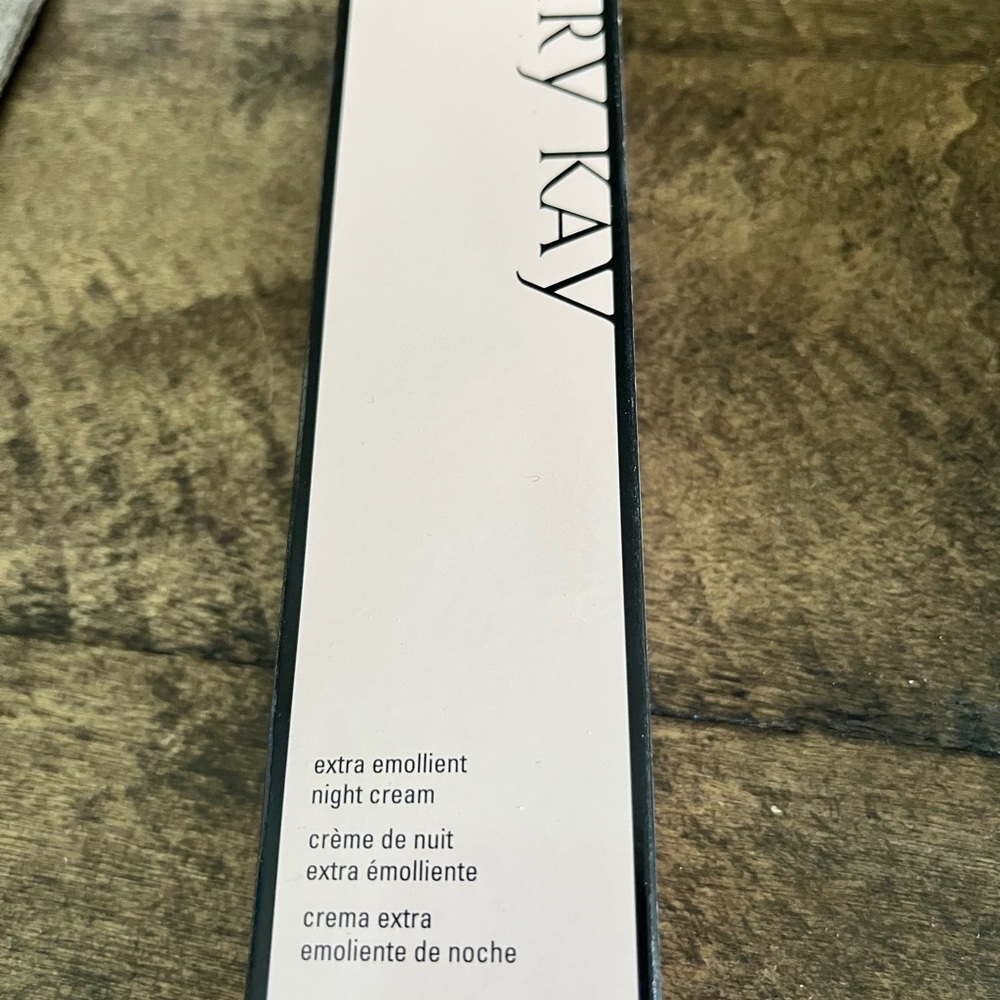 RY KAY
extra emollient
night cream
crème de nuit
extra émolliente
crema extra
emoliente de noche